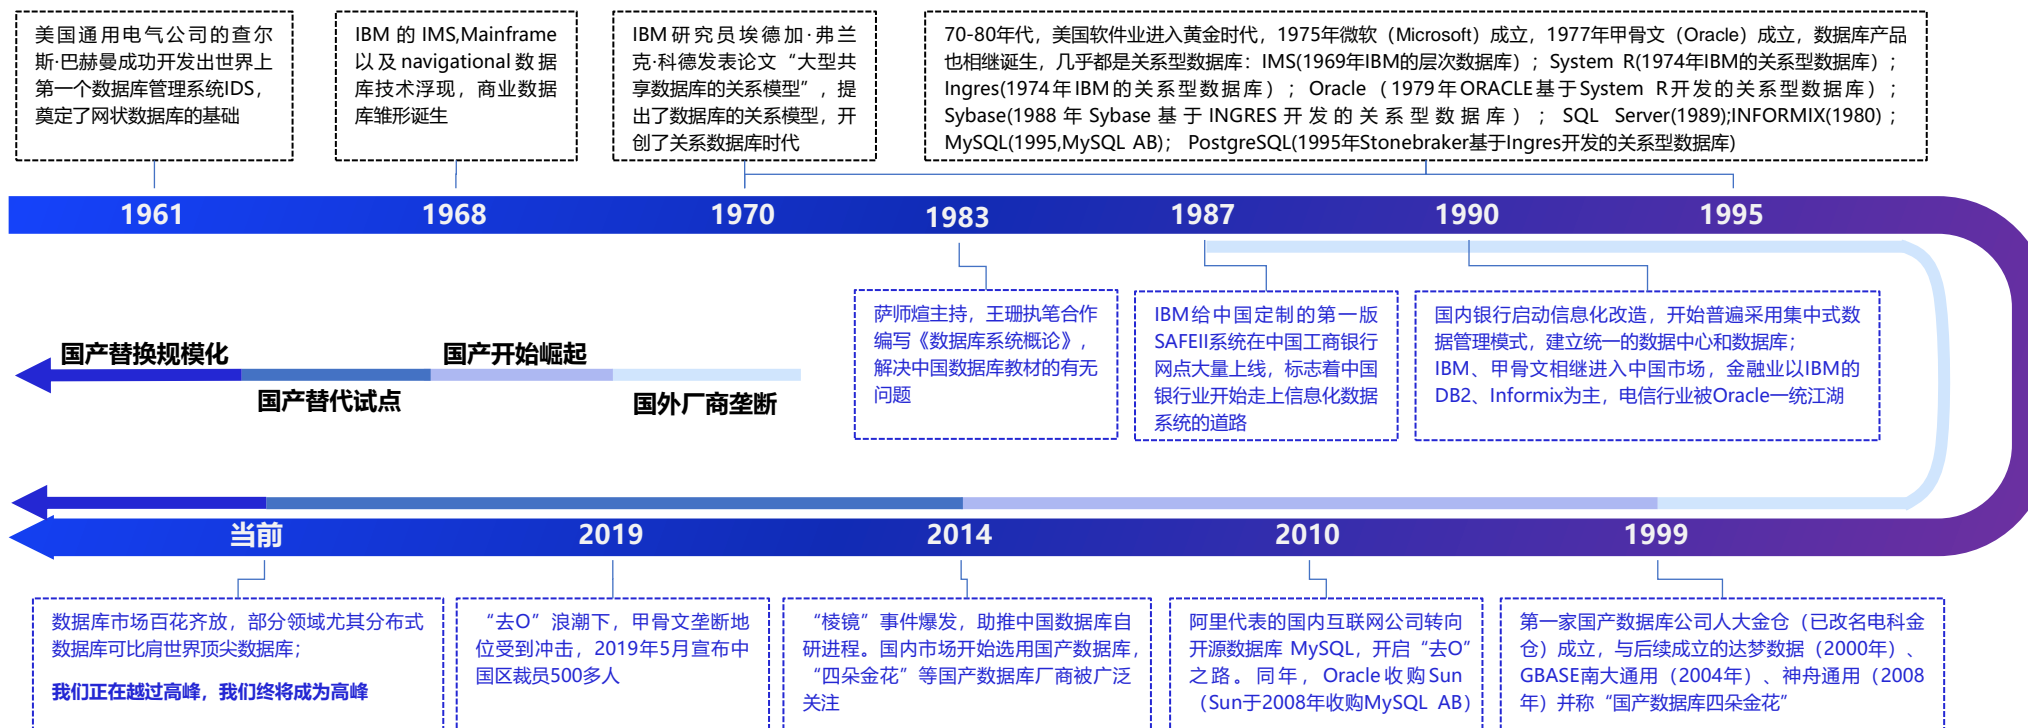 美国通用电气公司的查尔
斯·巴赫曼成功开发出世界上
第一个数据库管理系统IDS，
奠定了网状数据库的基础
IBM 的 IMS,Mainframe
以及navigational数据
库技术浮现，商业数据
库雏形诞生
IBM研究员埃德加·弗兰
克·科德发表论文“大型共
享数据库的关系模型”，提
出了数据库的关系模型，开
创了关系数据库时代
70-80年代，美国软件业进入黄金时代，1975年微软（Microsoft）成立，1977年甲骨文（Oracle）成立，数据库产品
也相继诞生，几乎都是关系型数据库：IMS(1969年IBM的层次数据库）；System R(1974年IBM的关系型数据库）；
Ingres(1974年IBM的关系型数据库）；Oracle（1979年ORACLE基于System R开发的关系型数据库）；
Sybase(1988年Sybase基于INGRES开发的关系型数据库）；SQL Server(1989);INFORMIX(1980)；
MySQL(1995,MySQL AB)； PostgreSQL(1995年Stonebraker基于Ingres开发的关系型数据库)
1961
1968
1970
1983
1987
1990
1995
萨师煊主持，王珊执笔合作
编写《数据库系统概论》，
解决中国数据库教材的有无
问题
IBM给中国定制的第一版
SAFEII系统在中国工商银行
网点大量上线，标志着中国
银行业开始走上信息化数据
系统的道路
国内银行启动信息化改造，开始普遍采用集中式数
据管理模式，建立统一的数据中心和数据库；
IBM、甲骨文相继进入中国市场，金融业以IBM的
DB2、Informix为主，电信行业被Oracle一统江湖
国产替换规模化
国产替代试点
国产开始崛起
国外厂商垄断
当前
2019
2014
2010
1999
数据库市场百花齐放，部分领域尤其分布式
数据库可比肩世界顶尖数据库；
我们正在越过高峰，我们终将成为高峰
“去O”浪潮下，甲骨文垄断地
位受到冲击，2019年5月宣布中
国区裁员500多人
“棱镜”事件爆发，助推中国数据库自
研进程。国内市场开始选用国产数据库，
“四朵金花”等国产数据库厂商被广泛
关注
阿里代表的国内互联网公司转向
开源数据库 MySQL，开启“去O”
之路。同年，Oracle收购Sun
（Sun于2008年收购MySQL AB）
第一家国产数据库公司人大金仓（已改名电科金
仓）成立，与后续成立的达梦数据（2000年）、
GBASE南大通用（2004年）、神舟通用（2008
年）并称“国产数据库四朵金花”